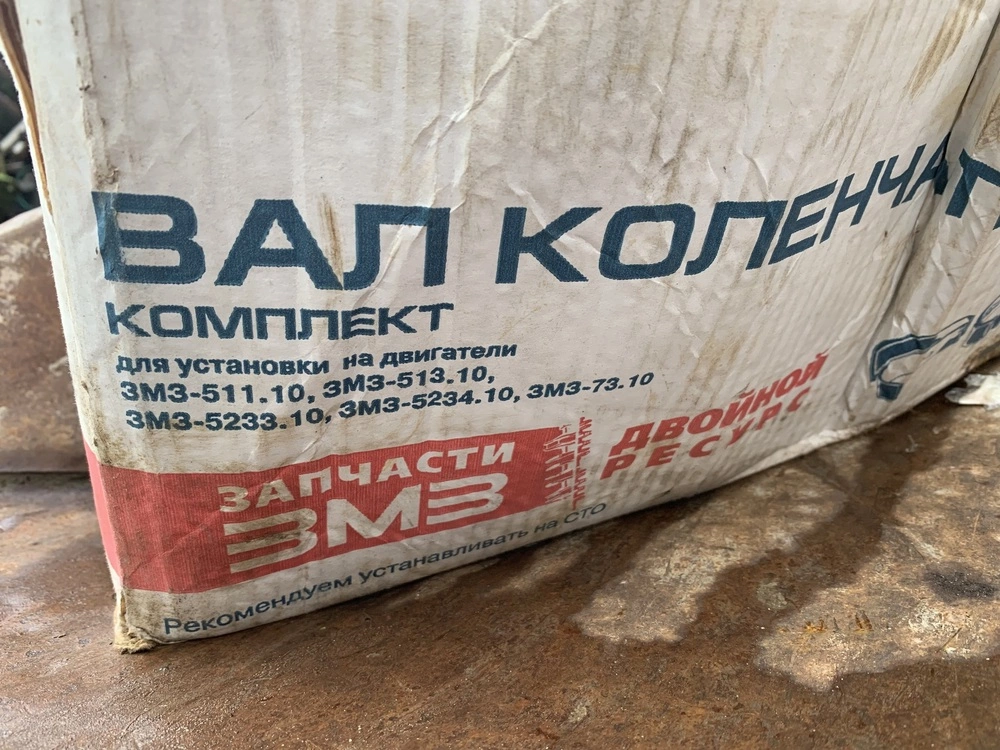 ВАЛ КОЛЕНЧАТ
КОМПЛЕКТ
для установки на двигатели
ЗМЗ-511.10, ЗМЗ-513.10,
ЗМЗ-5233.10, ЗМЗ-5234.10, ЗМЗ-73.10
ЗАПЧАСТИ
ЗМЗ
ДВОЙНОЙ
РЕСУРС
Рекомендуем устанавливать на СТО